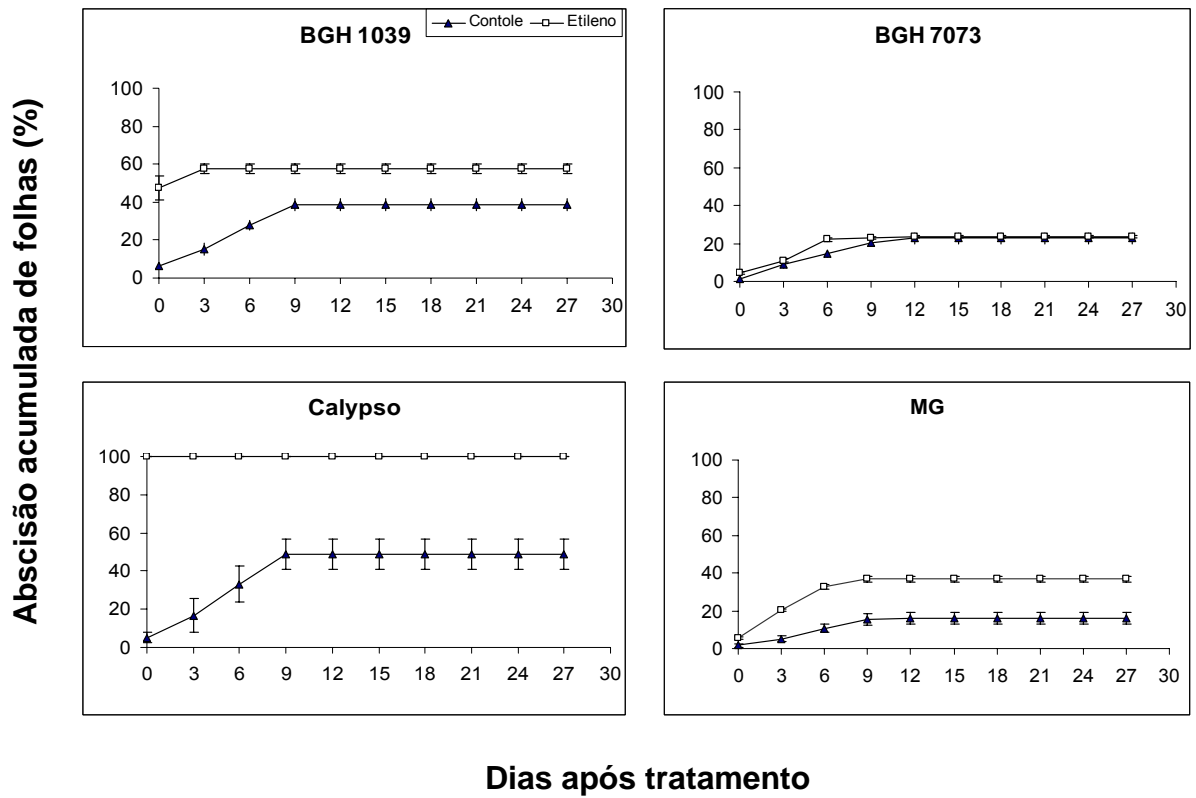 Abscisão acumulada de folhas (%)
BGH 1039
Contole Etileno
100
80
60
40
20
0
0 3 6 9 12 15 18 21 24 27 30
BGH 7073
100
80
60
40
20
0
0 3 6 9 12 15 18 21 24 27 30
Calypso
100
80
60
40
20
0
0 3 6 9 12 15 18 21 24 27 30
MG
100
80
60
40
20
0
0 3 6 9 12 15 18 21 24 27 30
Dias após tratamento